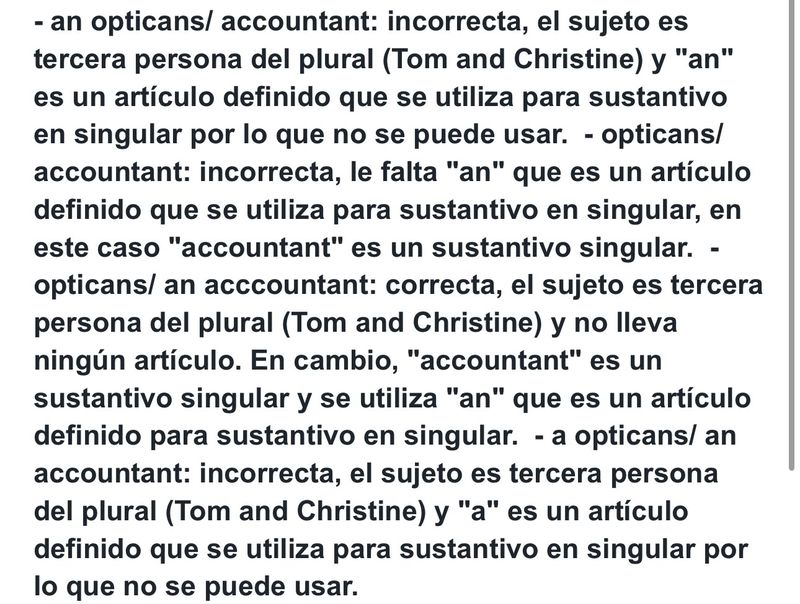 - an opticans/ accountant: incorrecta, el sujeto es
tercera persona del plural (Tom and Christine) y "an"
es un artículo definido que se utiliza para sustantivo
en singular por lo que no se puede usar.  - opticans/
accountant: incorrecta, le falta "an" que es un artículo
definido que se utiliza para sustantivo en singular, en
este caso "accountant" es un sustantivo singular.  -
opticans/ an acccountant: correcta, el sujeto es tercera
persona del plural (Tom and Christine) y no lleva
ningún artículo. En cambio, "accountant" es un
sustantivo singular y se utiliza "an" que es un artículo
definido para sustantivo en singular.  - a opticans/ an
accountant: incorrecta, el sujeto es tercera persona
del plural (Tom and Christine) y "a" es un artículo
definido que se utiliza para sustantivo en singular por
lo que no se puede usar.